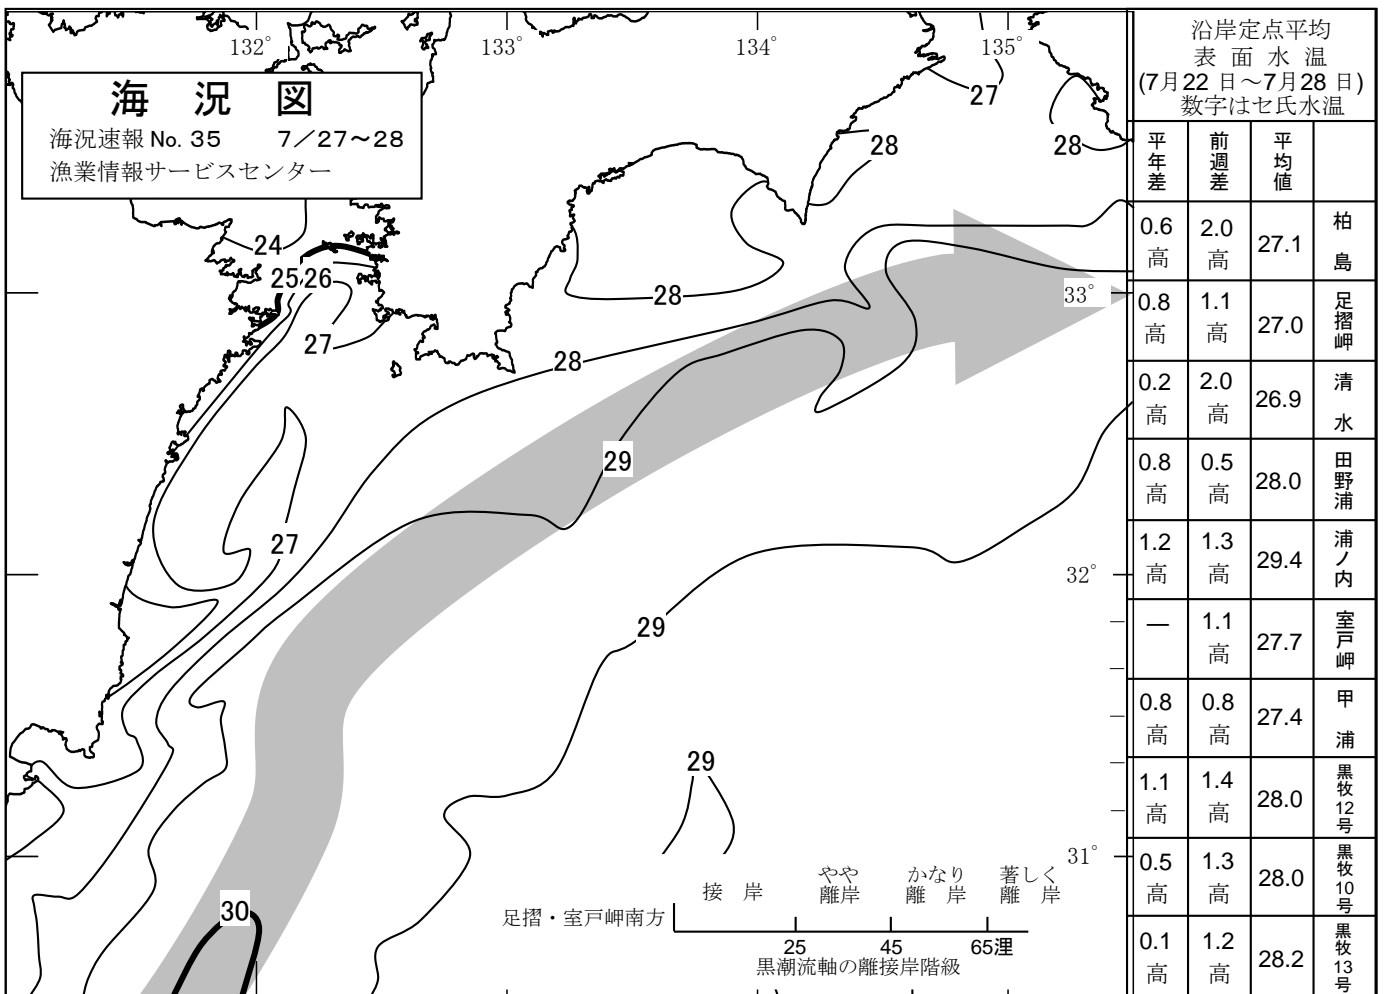 132°
133°
134°
135°
海 況 図
海況速報 No. 35 7／27～28
漁業情報サービスセンター
27
28
28
24
25 26
33°
28
27
28
29
27
32°
29
29
31°
30
接 岸
やや
離岸
かなり
離 岸
著しく
離 岸
足摺・室戸岬南方
25 45 65浬
黒潮流軸の離接岸階級
沿岸定点平均
表 面 水 温
(7月22 日～7月28 日)
数字はセ氏水温
平年差 前週差 平均値
0.6高 2.0高 27.1 柏島
0.8高 1.1高 27.0 足摺岬
0.2高 2.0高 26.9 清水
0.8高 0.5高 28.0 田野浦
1.2高 1.3高 29.4 浦ノ内
― 1.1高 27.7 室戸岬
0.8高 0.8高 27.4 甲浦
1.1高 1.4高 28.0 黒牧12号
0.5高 1.3高 28.0 黒牧10号
0.1高 1.2高 28.2 黒牧13号